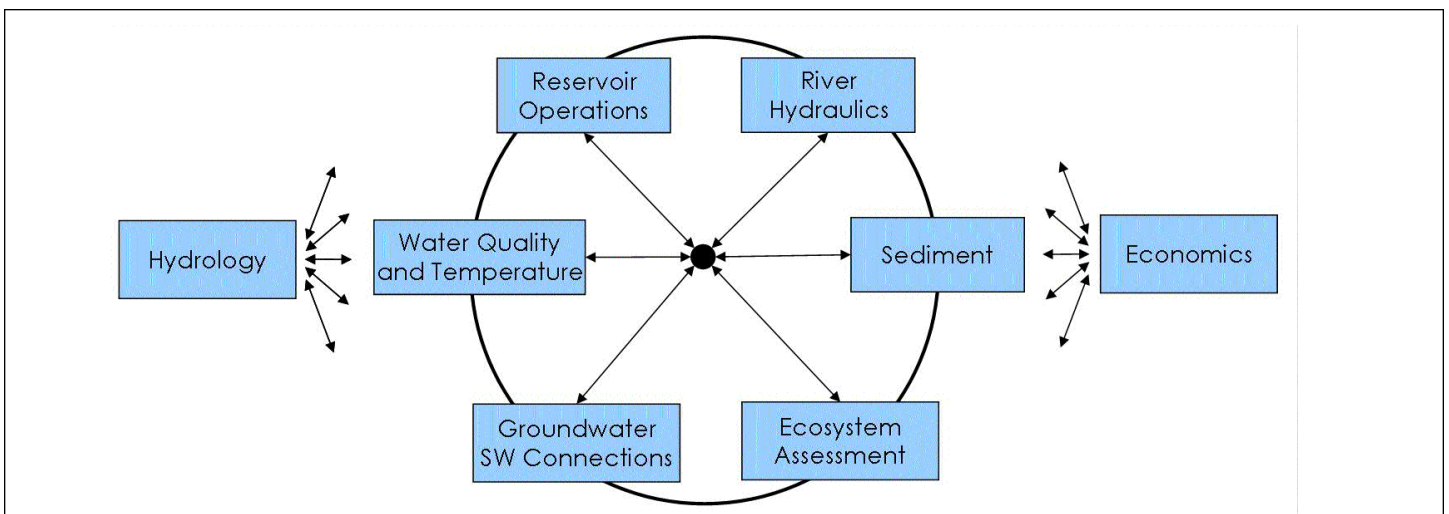 Reservoir
Operations
River
Hydraulics
Hydrology
Water Quality
and Temperature
Sediment
Economics
Groundwater
SW Connections
Ecosystem
Assessment